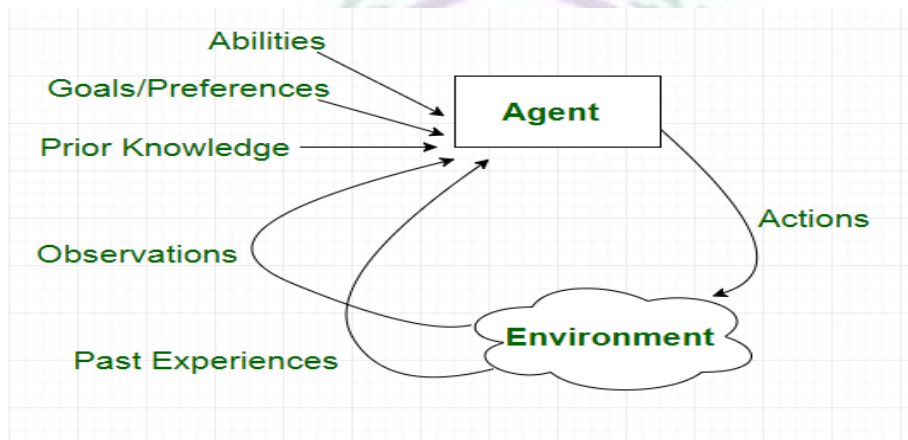 Abilities
Goals/Preferences
Agent
Prior Knowledge
Actions
Observations
Environment
Past Experiences